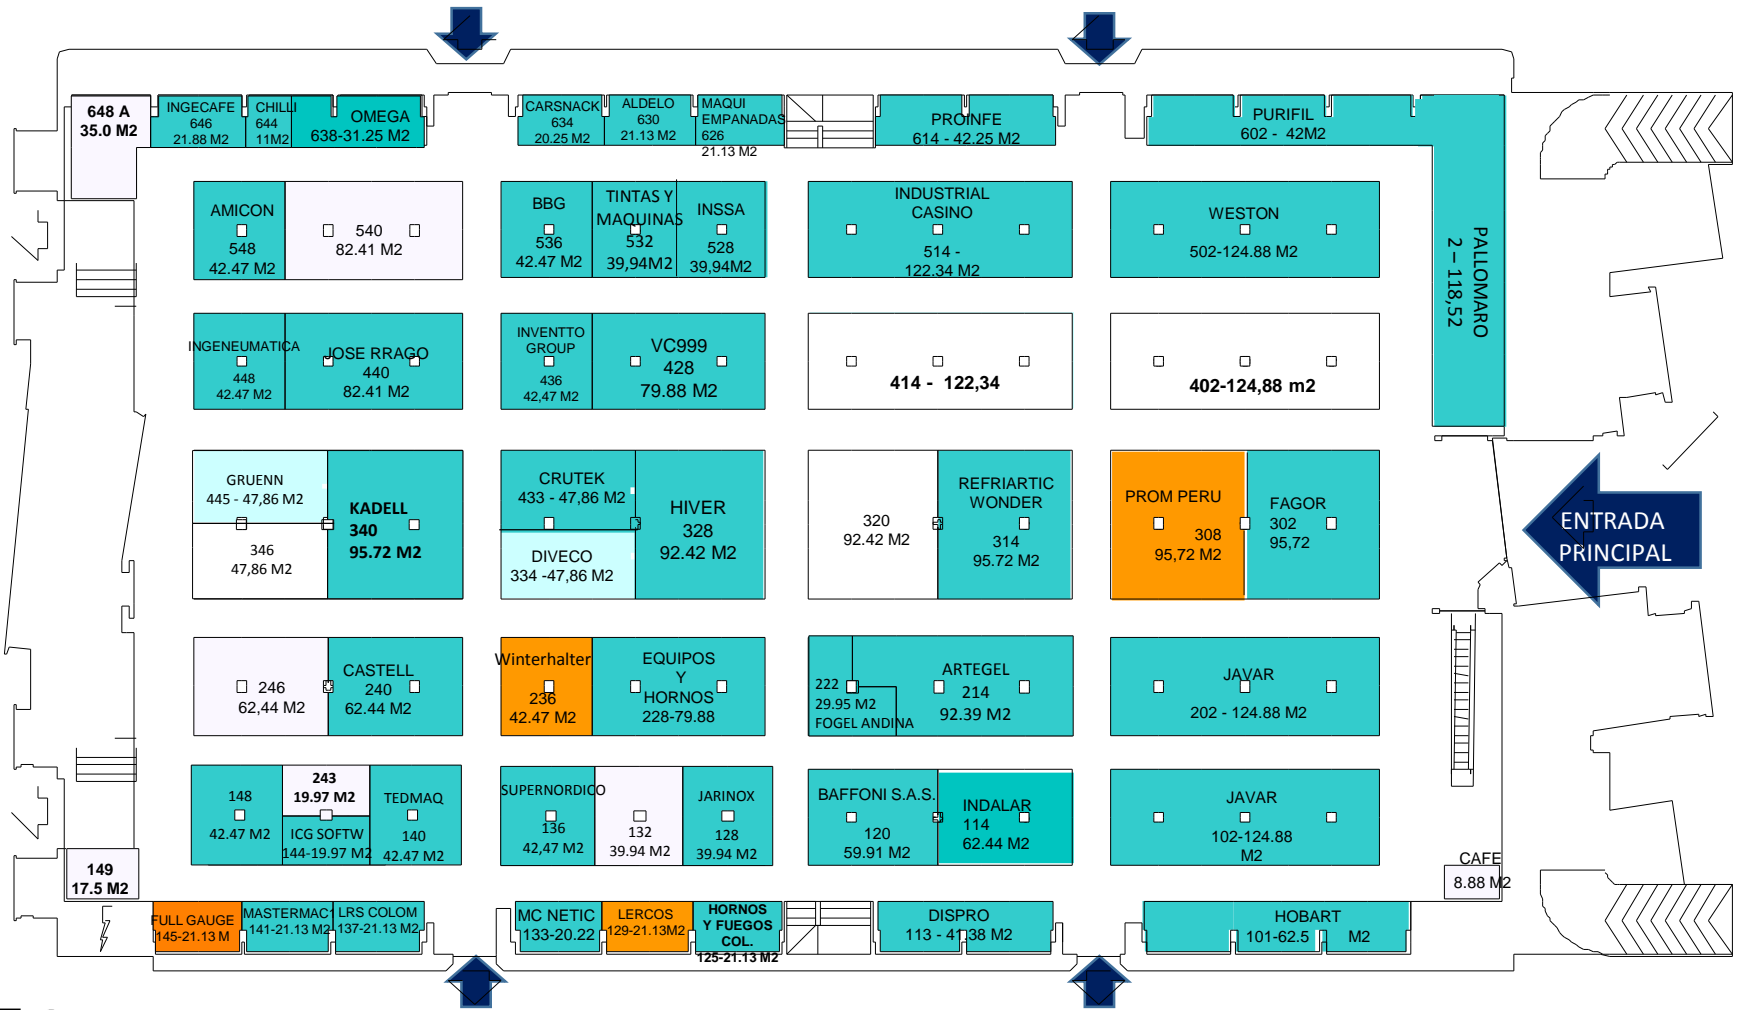 648 A
35.0 M2
INGECAFE
646
21.88 M2
CHILLI
644
11M2
OMEGA
638-31.25 M2
CARSNACK
634
20.25 M2
ALDELO
630
21.13 M2
MAQUI
EMPANADAS
626
21.13 M2
PROINFE
614 - 42.25 M2
PURIFIL
602 - 42M2
PALLOMARO
2 – 118,52
AMICON
548
42.47 M2
540
82.41 M2
BBG
536
42.47 M2
TINTAS Y
MAQUINAS
532
39,94M2
INSSA
528
39,94M2
INDUSTRIAL
CASINO
514 -
122.34 M2
WESTON
502-124.88 M2
INGENEUMATICA
448
42.47 M2
JOSE RRAGO
440
82.41 M2
INVENTTO
GROUP
436
42,47 M2
VC999
428
79.88 M2
414 - 122,34
402-124,88 m2
GRUENN
445 - 47,86 M2
346
47,86 M2
KADELL
340
95.72 M2
CRUTEK
433 - 47,86 M2
DIVECO
334 -47,86 M2
HIVER
328
92.42 M2
320
92.42 M2
REFRIARTIC
WONDER
314
95.72 M2
PROM PERU
308
95,72 M2
FAGOR
302
95,72
ENTRADA
PRINCIPAL
246
62,44 M2
CASTELL
240
62.44 M2
Winterhalter
236
42.47 M2
EQUIPOS
Y
HORNOS
228-79.88
222
29.95 M2
FOGEL ANDINA
ARTEGEL
214
92.39 M2
JAVAR
202 - 124.88 M2
148
42.47 M2
243
19.97 M2
ICG SOFTW
144-19.97 M2
TEDMAQ
140
42.47 M2
SUPERNORDICO
136
42,47 M2
132
39.94 M2
JARINOX
128
39.94 M2
BAFFONI S.A.S.
120
59.91 M2
INDALAR
114
62.44 M2
JAVAR
102-124.88
M2
CAFE
8.88 M2
149
17.5 M2
FULL GAUGE
145-21.13 M
MASTERMAC
141-21.13 M2
LRS COLOM
137-21.13 M2
MC NETIC
133-20.22
LERCOS
129-21.13M2
HORNOS
Y FUEGOS
COL.
125-21.13 M2
DISPRO
113 - 41.38 M2
HOBART
101-62.5 M2